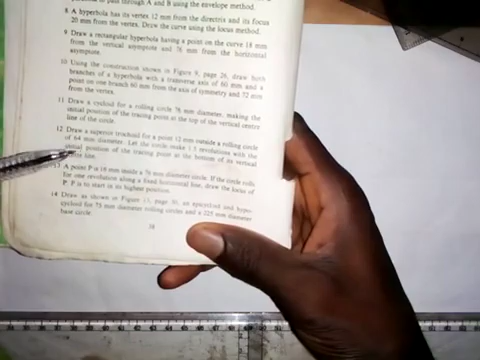 to pass through A and B using the envelope method.
8 A hyperbola has its vertex 12 mm from the directrix and its focus
20 mm from the vertex. Draw the curve using the locus method.
9 Draw a rectangular hyperbola having a point on the curve 18 mm
from the vertical asymptote and 76 mm from the horizontal
asymptote.
10 Using the construction shown in Figure 9, page 26, draw both
branches of a hyperbola with a transverse axis of 60 mm and a
point on one branch 60 mm from the axis of symmetry and 72 mm
from the vertex.
11 Draw a cycloid for a rolling circle 76 mm diameter, making the
initial position of the tracing point at the top of the vertical centre
line of the circle.
12 Draw a superior trochoid for a point 12 mm outside a rolling circle
of 64 mm diameter. Let the circle make 1.5 revolutions with the
initial position of the tracing point at the bottom of its vertical
line.
A point P is 18 mm inside a 76 mm diameter circle. If the circle rolls
for one revolution along a fixed horizontal line, draw the locus of
P. P is to start in its highest position.
14 Draw as shown in Figure 13, page 30, an epicycloid and hypo-
cycloid for 75 mm diameter rolling circles and a 225 mm diameter
base circle.